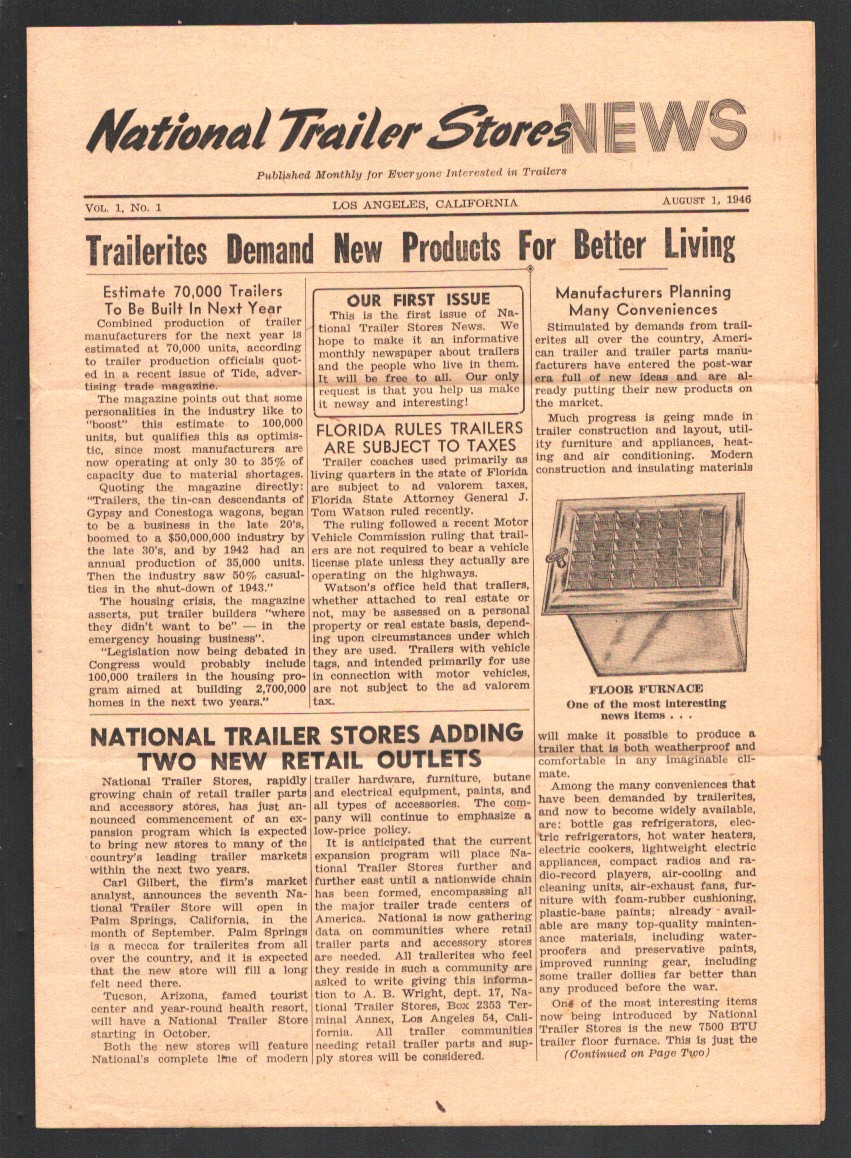 National Trailer Stores NEWS
Published Monthly for Everyone Interested in Trailers
VOL. 1, No. 1 LOS ANGELES, CALIFORNIA AUGUST 1, 1946
Trailerites Demand New Products For Better Living
Estimate 70,000 Trailers
To Be Built In Next Year
Combined production of trailer
manufacturers for the next year is
estimated at 70,000 units, according
to trailer production officials quot-
ed in a recent issue of Tide, adver-
tising trade magazine.
The magazine points out that some
personalities in the industry like to
"boost" this estimate to 100,000
units, but qualifies this as optimis-
tic, since most manufacturers are
now operating at only 30 to 35% of
capacity due to material shortages.
Quoting the magazine directly:
"Trailers, the tin-can descendants of
Gypsy and Conestoga wagons, began
to be a business in the late 20's,
boomed to a $50,000,000 industry by
the late 30's, and by 1942 had an
annual production of 35,000 units.
Then the industry saw 50% casual-
ties in the shut-down of 1943."
The housing crisis, the magazine
asserts, put trailer builders "where
they didn't want to be" — in the
emergency housing business".
"Legislation now being debated in
Congress would probably include
100,000 trailers in the housing pro-
gram aimed at building 2,700,000
homes in the next two years."
OUR FIRST ISSUE
This is the first issue of Na-
tional Trailer Stores News. We
hope to make it an informative
monthly newspaper about trailers
and the people who live in them.
It will be free to all. Our only
request is that you help us make
it newsy and interesting!
FLORIDA RULES TRAILERS
ARE SUBJECT TO TAXES
Trailer coaches used primarily as
living quarters in the state of Florida
are subject to ad valorem taxes,
Florida State Attorney General J.
Tom Watson ruled recently.
The ruling followed a recent Motor
Vehicle Commission ruling that trail-
ers are not required to bear a vehicle
license plate unless they actually are
operating on the highways.
Watson's office held that trailers,
whether attached to real estate or
not, may be assessed on a personal
property or real estate basis, depend-
ing upon circumstances under which
they are used. Trailers with vehicle
tags, and intended primarily for use
in connection with motor vehicles,
are not subject to the ad valorem
tax.
NATIONAL TRAILER STORES ADDING
TWO NEW RETAIL OUTLETS
National Trailer Stores, rapidly
growing chain of retail trailer parts
and accessory stores, has just an-
nounced commencement of an ex-
pansion program which is expected
to bring new stores to many of the
country's leading trailer markets
within the next two years.
Carl Gilbert, the firm's market
analyst, announces the seventh Na-
tional Trailer Store will open in
Palm Springs, California, in the
month of September. Palm Springs
is a mecca for trailerites from all
over the country, and it is expected
that the new store will fill a long
felt need there.
Tucson, Arizona, famed tourist
center and year-round health resort,
will have a National Trailer Store
starting in October.
Both the new stores will feature
National's complete line of modern
trailer hardware, furniture, butane
and electrical equipment, paints, and
all types of accessories. The com-
pany will continue to emphasize a
low-price policy.
It is anticipated that the current
expansion program will place Na-
tional Trailer Stores further and
further east until a nationwide chain
has been formed, encompassing all
the major trailer trade centers of
America. National is now gathering
data on communities where retail
trailer parts and accessory stores
are needed. All trailerites who feel
they reside in such a community are
asked to write giving this informa-
tion to A. B. Wright, dept. 17, Na-
tional Trailer Stores, Box 2353 Ter-
minal Annex, Los Angeles 54, Cali-
fornia. All trailer communities
needing retail trailer parts and sup-
ply stores will be considered.
Manufacturers Planning
Many Conveniences
Stimulated by demands from trail-
erites all over the country, Ameri-
can trailer and trailer parts manu-
facturers have entered the post-war
era full of new ideas and are al-
ready putting their new products on
the market.
Much progress is geing made in
trailer construction and layout, util-
ity furniture and appliances, heat-
ing and air conditioning. Modern
construction and insulating materials
FLOOR FURNACE
One of the most interesting
news items . . .
will make it possible to produce a
trailer that is both weatherproof and
comfortable in any imaginable cli-
mate.
Among the many conveniences that
have been demanded by trailerites,
and now to become widely available,
are: bottle gas refrigerators, elec-
tric refrigerators, hot water heaters,
electric cookers, lightweight electric
appliances, compact radios and ra-
dio-record players, air-cooling and
cleaning units, air-exhaust fans, fur-
niture with foam-rubber cushioning,
plastic-base paints; already avail-
able are many top-quality mainten-
ance materials, including water-
proofers and preservative paints,
improved running gear, including
some trailer dollies far better than
any produced before the war.
One of the most interesting items
now being introduced by National
Trailer Stores is the new 7500 BTU
trailer floor furnace. This is just the
(Continued on Page Two)